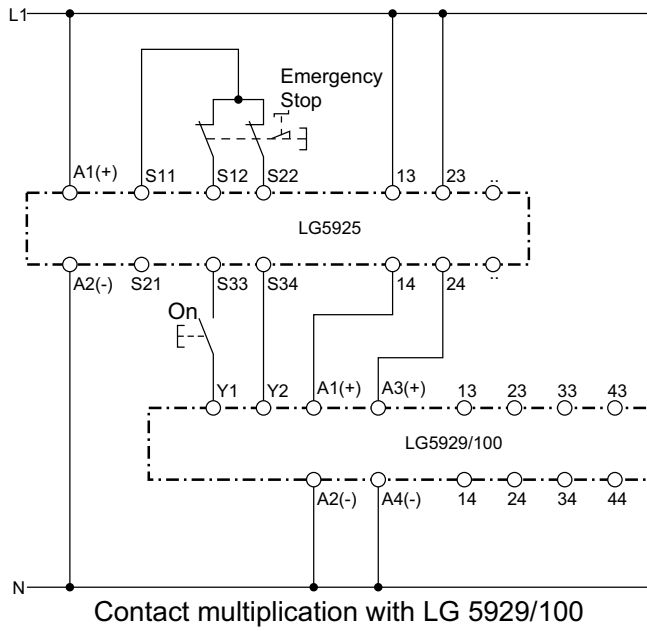 L1
Emergency
Stop
A1(+) S11 S12 S22 13 23 ..
LG5925
A2(-) S21 S33 S34 14 24 ..
On
Y1 Y2 A1(+) A3(+) 13 23 33 43
LG5929/100
A2(-) A4(-) 14 24 34 44
N
Contact multiplication with LG 5929/100